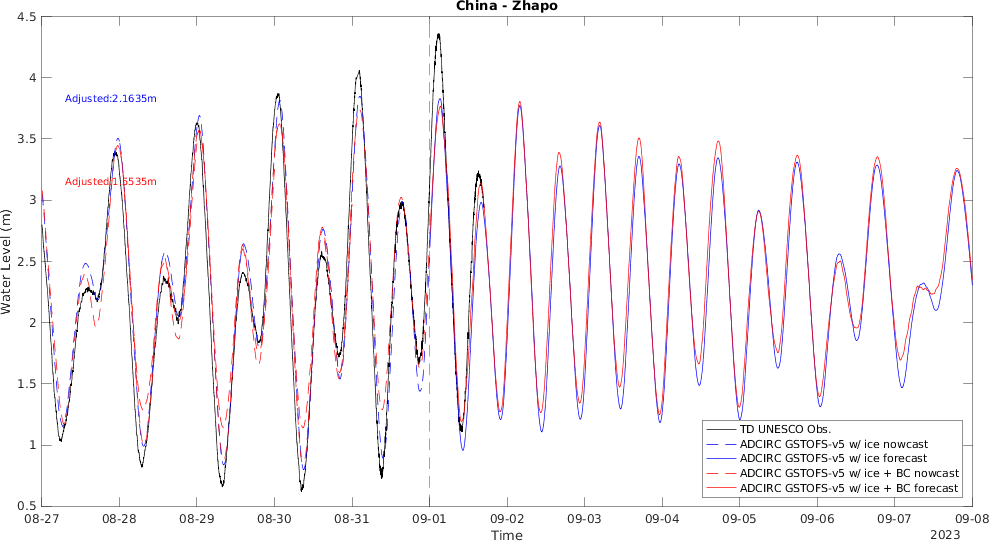 China - Zhapo
4.5
4
3.5
3
2.5
2
1.5
1
0.5
Water Level (m)
Adjusted:2.1635m
08-27
08-28
08-29
08-30
08-31
09-01
09-02
09-03
09-04
09-05
09-06
09-07
09-08
Time
2023
TD UNESCO Obs.
ADCIRC GSTOFS-v5 w/ ice nowcast
ADCIRC GSTOFS-v5 w/ ice forecast
ADCIRC GSTOFS-v5 w/ ice + BC nowcast
ADCIRC GSTOFS-v5 w/ ice + BC forecast